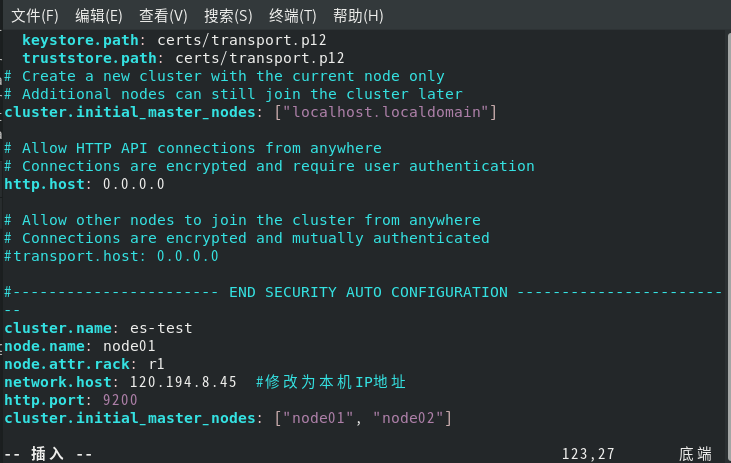 文件(F) 编辑(E) 查看(V) 搜索(S) 终端(T) 帮助(H)
keystore.path: certs/transport.p12
truststore.path: certs/transport.p12
# Create a new cluster with the current node only
# Additional nodes can still join the cluster later
cluster.initial_master_nodes: ["localhost.localdomain"]
# Allow HTTP API connections from anywhere
# Connections are encrypted and require user authentication
http.host: 0.0.0.0
# Allow other nodes to join the cluster from anywhere
# Connections are encrypted and mutually authenticated
#transport.host: 0.0.0.0
#----------------------- END SECURITY AUTO CONFIGURATION -----------------------
--
cluster.name: es-test
node.name: node01
node.attr.rack: r1
network.host: 120.194.8.45  #修改为本机IP地址
http.port: 9200
cluster.initial_master_nodes: ["node01", "node02"]
-- 插入 -- 123,27 底端